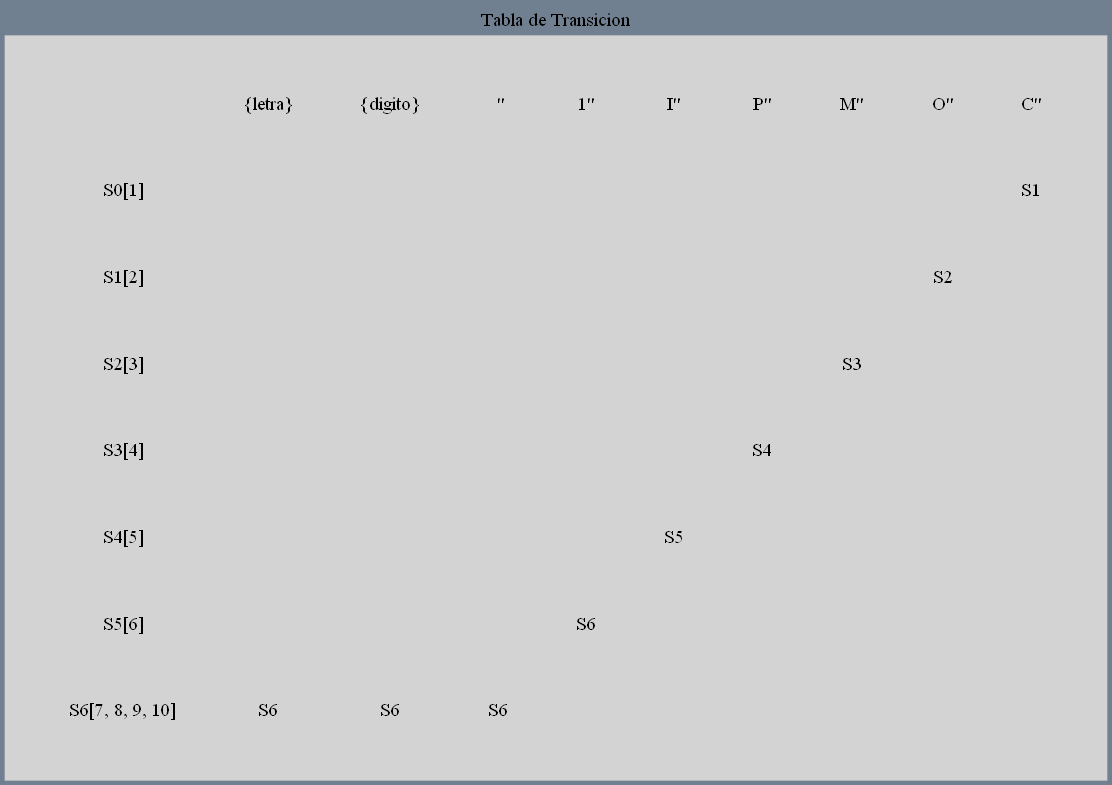 Tabla de Transicion
{letra} {digito} " 1" I" P" M" O" C"
S0[1] S1
S1[2] S2
S2[3] S3
S3[4] S4
S4[5] S5
S5[6] S6
S6[7, 8, 9, 10] S6 S6 S6